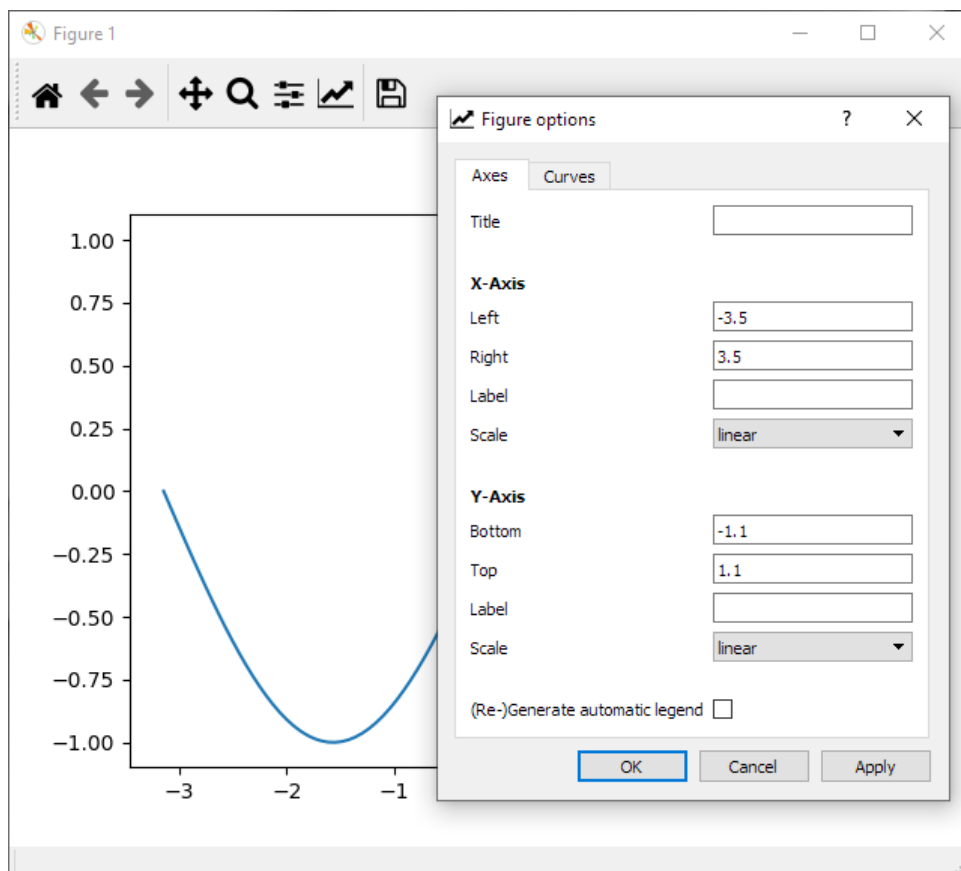 Figure 1
Figure options
?
Axes
Curves
Title
X-Axis
Left
-3.5
Right
3.5
Label
Scale
linear
Y-Axis
Bottom
-1.1
Top
1.1
Label
Scale
linear
(Re-)Generate automatic legend
OK
Cancel
Apply
1.00
0.75
0.50
0.25
0.00
−0.25
−0.50
−0.75
−1.00
−3
−2
−1